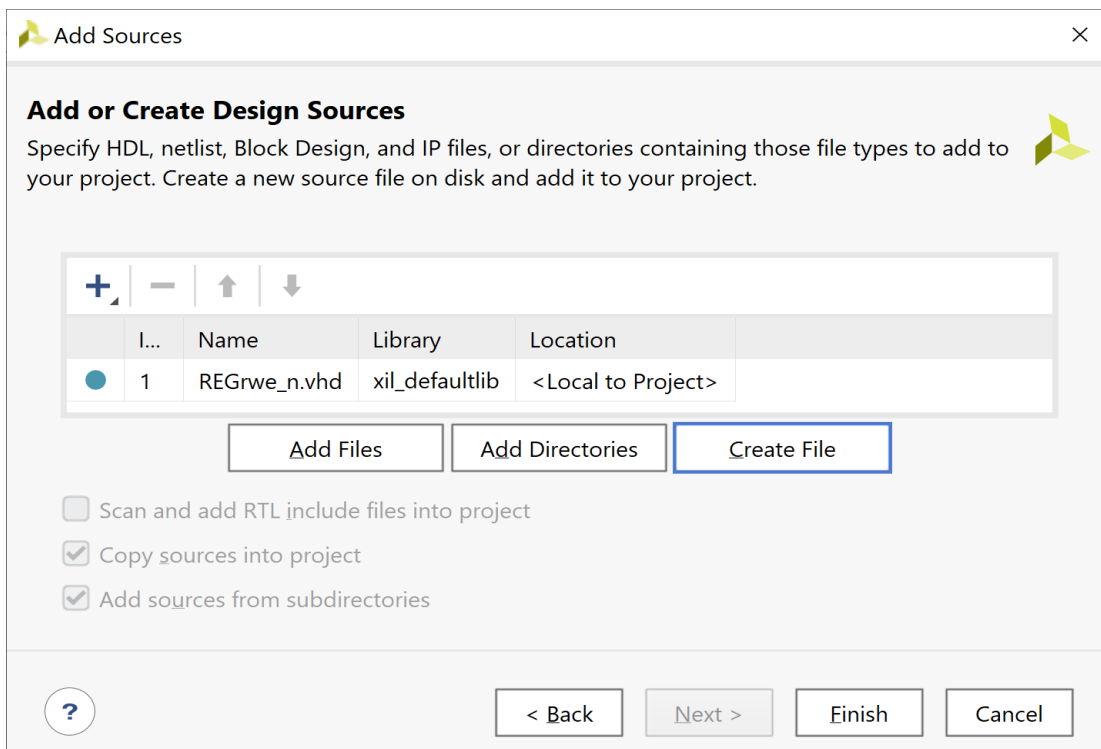 Add Sources
Add or Create Design Sources
Specify HDL, netlist, Block Design, and IP files, or directories containing those file types to add to
your project. Create a new source file on disk and add it to your project.
I... Name Library Location
1 REGrwe_n.vhd xil_defaultlib <Local to Project>
Add Files Add Directories Create File
Scan and add RTL include files into project
Copy sources into project
Add sources from subdirectories
? < Back Next > Finish Cancel